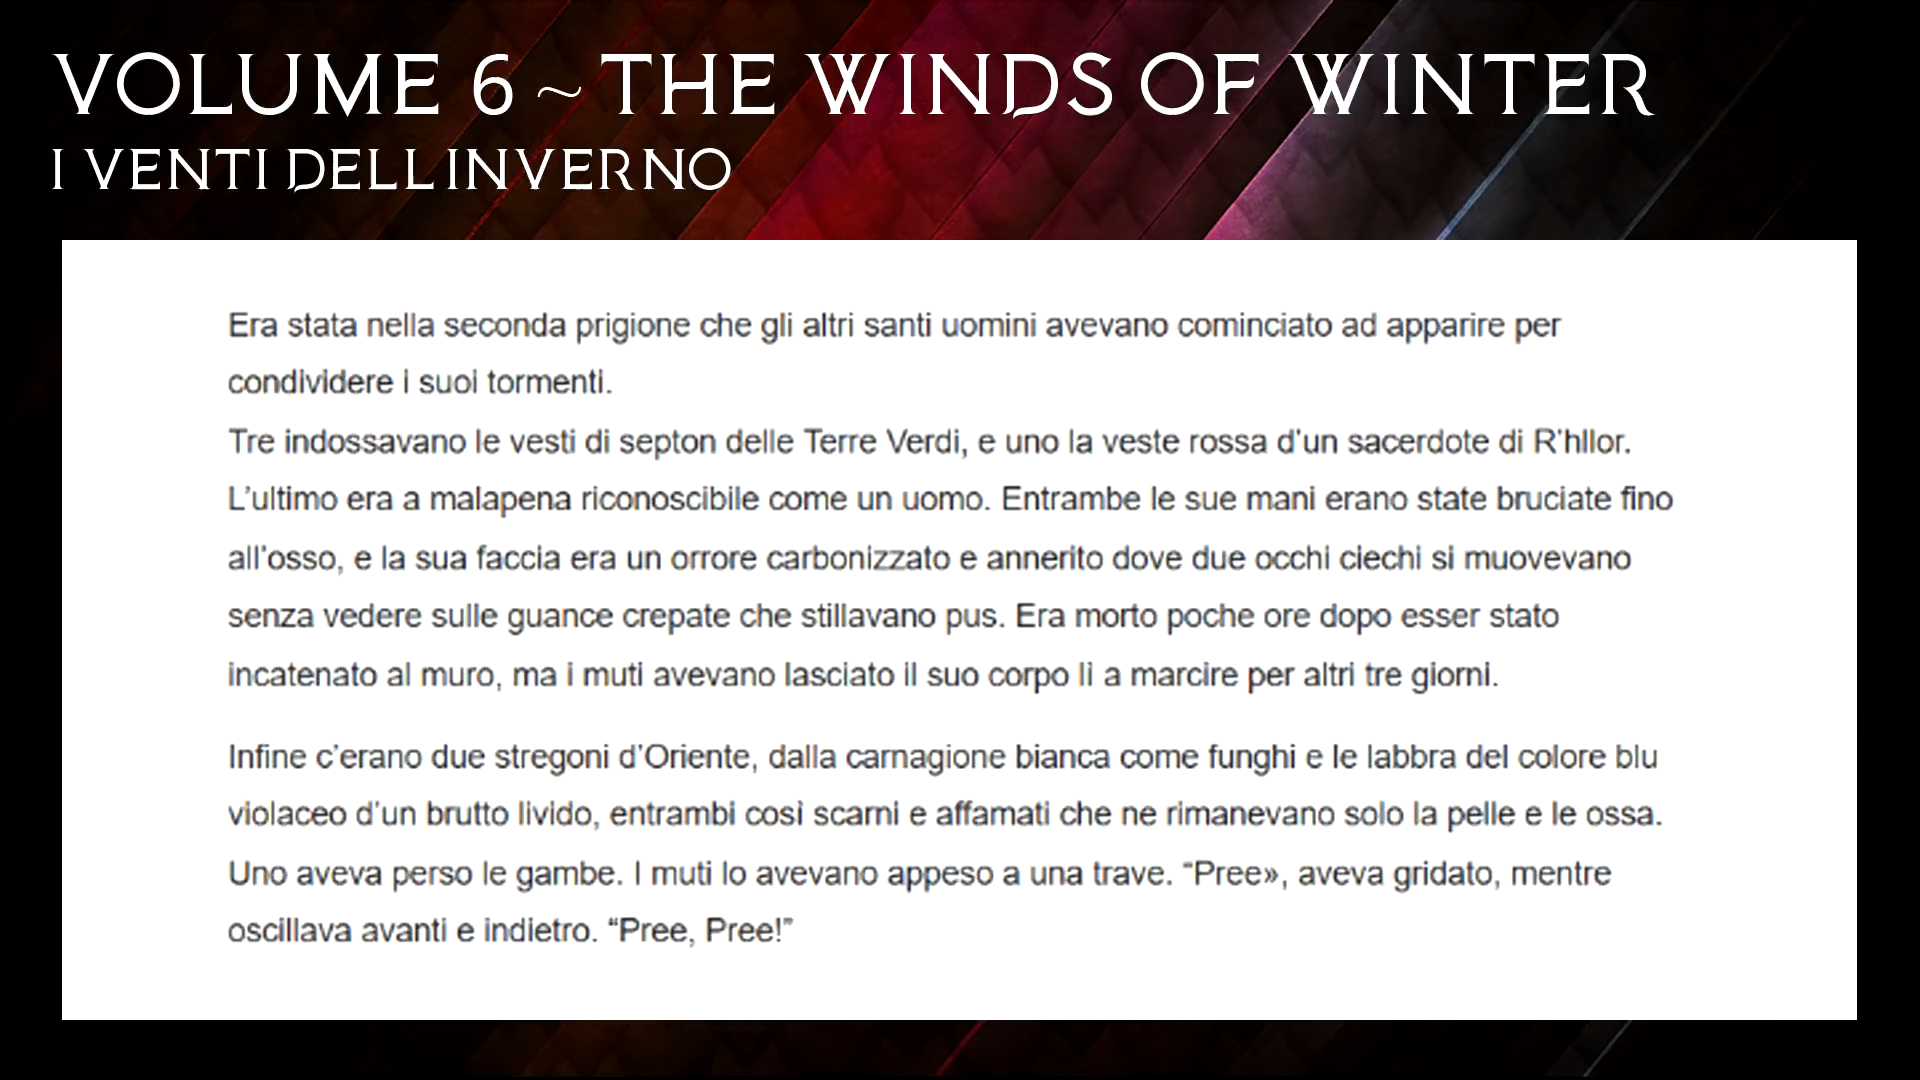 VOLUME 6 ~ THE WINDS OF WINTER
I VENTI DELL INVERNO
Era stata nella seconda prigione che gli altri santi uomini avevano cominciato ad apparire per
condividere i suoi tormenti.
Tre indossavano le vesti di septon delle Terre Verdi, e uno la veste rossa d’un sacerdote di R’hllor.
L’ultimo era a malapena riconoscibile come un uomo. Entrambe le sue mani erano state bruciate fino
all’osso, e la sua faccia era un orrore carbonizzato e annerito dove due occhi ciechi si muovevano
senza vedere sulle guance crepate che stillavano pus. Era morto poche ore dopo esser stato
incatenato al muro, ma i muti avevano lasciato il suo corpo lì a marcire per altri tre giorni.
Infine c’erano due stregoni d’Oriente, dalla carnagione bianca come funghi e le labbra del colore blu
violaceo d’un brutto livido, entrambi così scarni e affamati che ne rimanevano solo la pelle e le ossa.
Uno aveva perso le gambe. I muti lo avevano appeso a una trave. “Pree», aveva gridato, mentre
oscillava avanti e indietro. “Pree, Pree!”